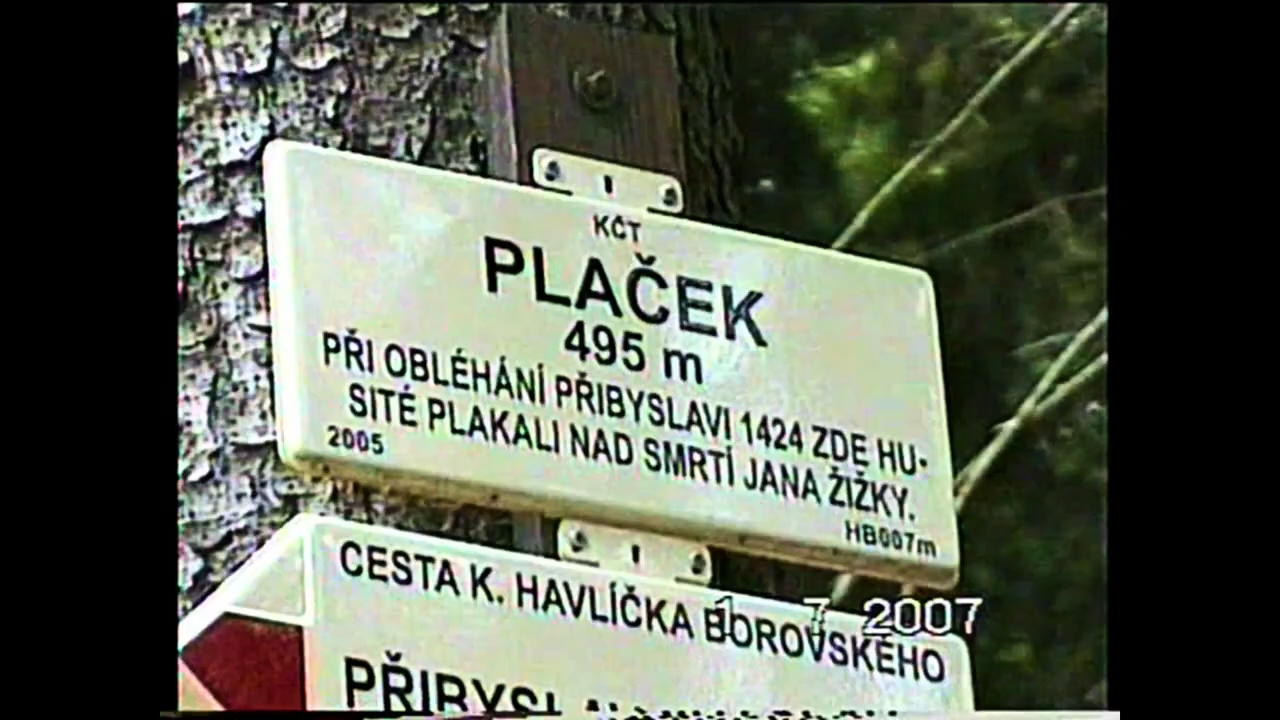 KČT
PLAČEK
495 m
PŘI OBLÉHÁNÍ PŘIBYSLAVI 1424 ZDE HU-
SITÉ PLAKALI NAD SMRTÍ JANA ŽIŽKY.
2005
HB007m
CESTA K. HAVLÍČKA BOROVSKÉHO
1 7 2007